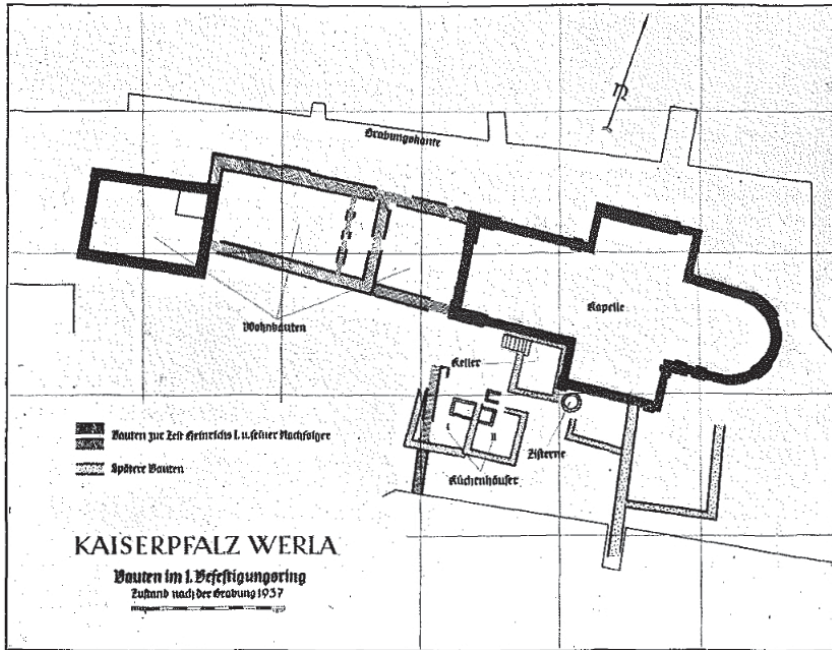 N
Grabungskante
Wohnbauten
Kapelle
Keller
I
II
Zisterne
Küchenhäuser
Bauten zur Zeit Heinrichs I. u. seiner Nachfolger
Spätere Bauten
KAISERPFALZ WERLA
Bauten im 1. Befestigungsring
Zustand nach der Grabung 1937